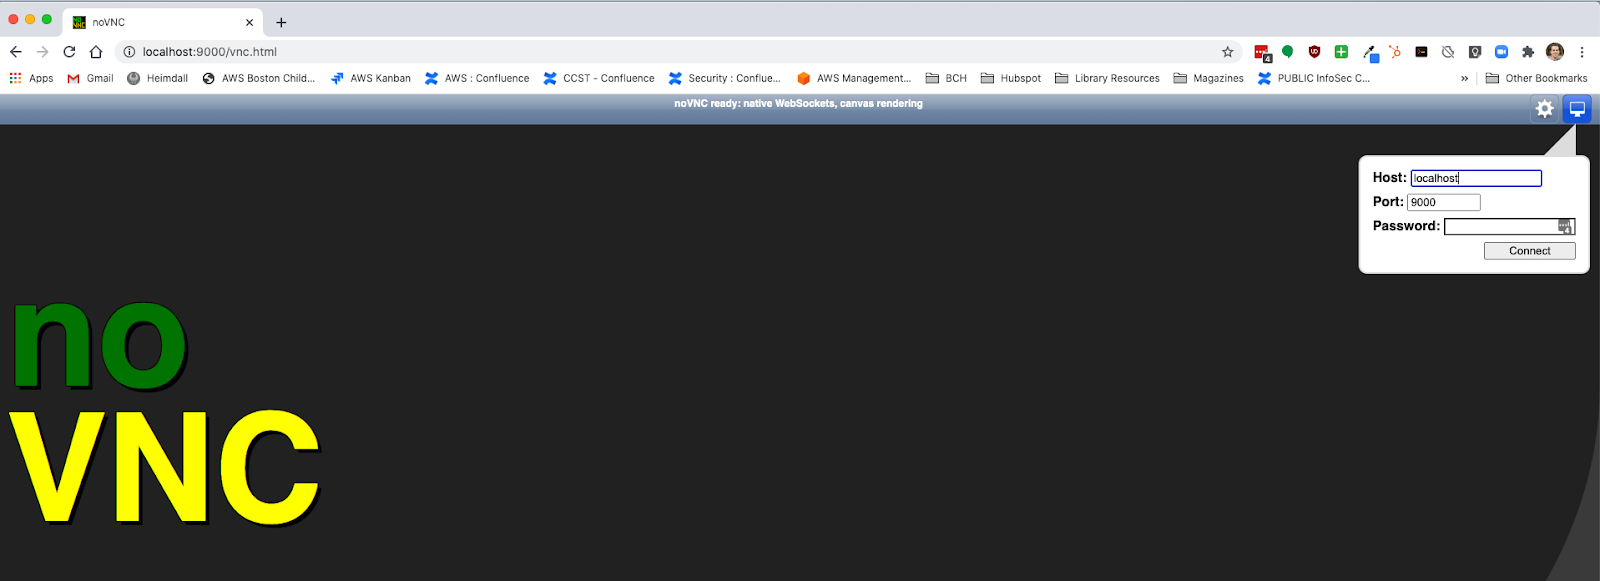 noVNC
localhost:9000/vnc.html
4
Apps Gmail Heimdall AWS Boston Child... AWS Kanban AWS : Confluence CCST - Confluence Security : Conflue... AWS Management... BCH Hubspot Library Resources Magazines PUBLIC InfoSec C... » Other Bookmarks
noVNC ready: native WebSockets, canvas rendering
Host: localhost
Port: 9000
Password:
Connect
no
VNC